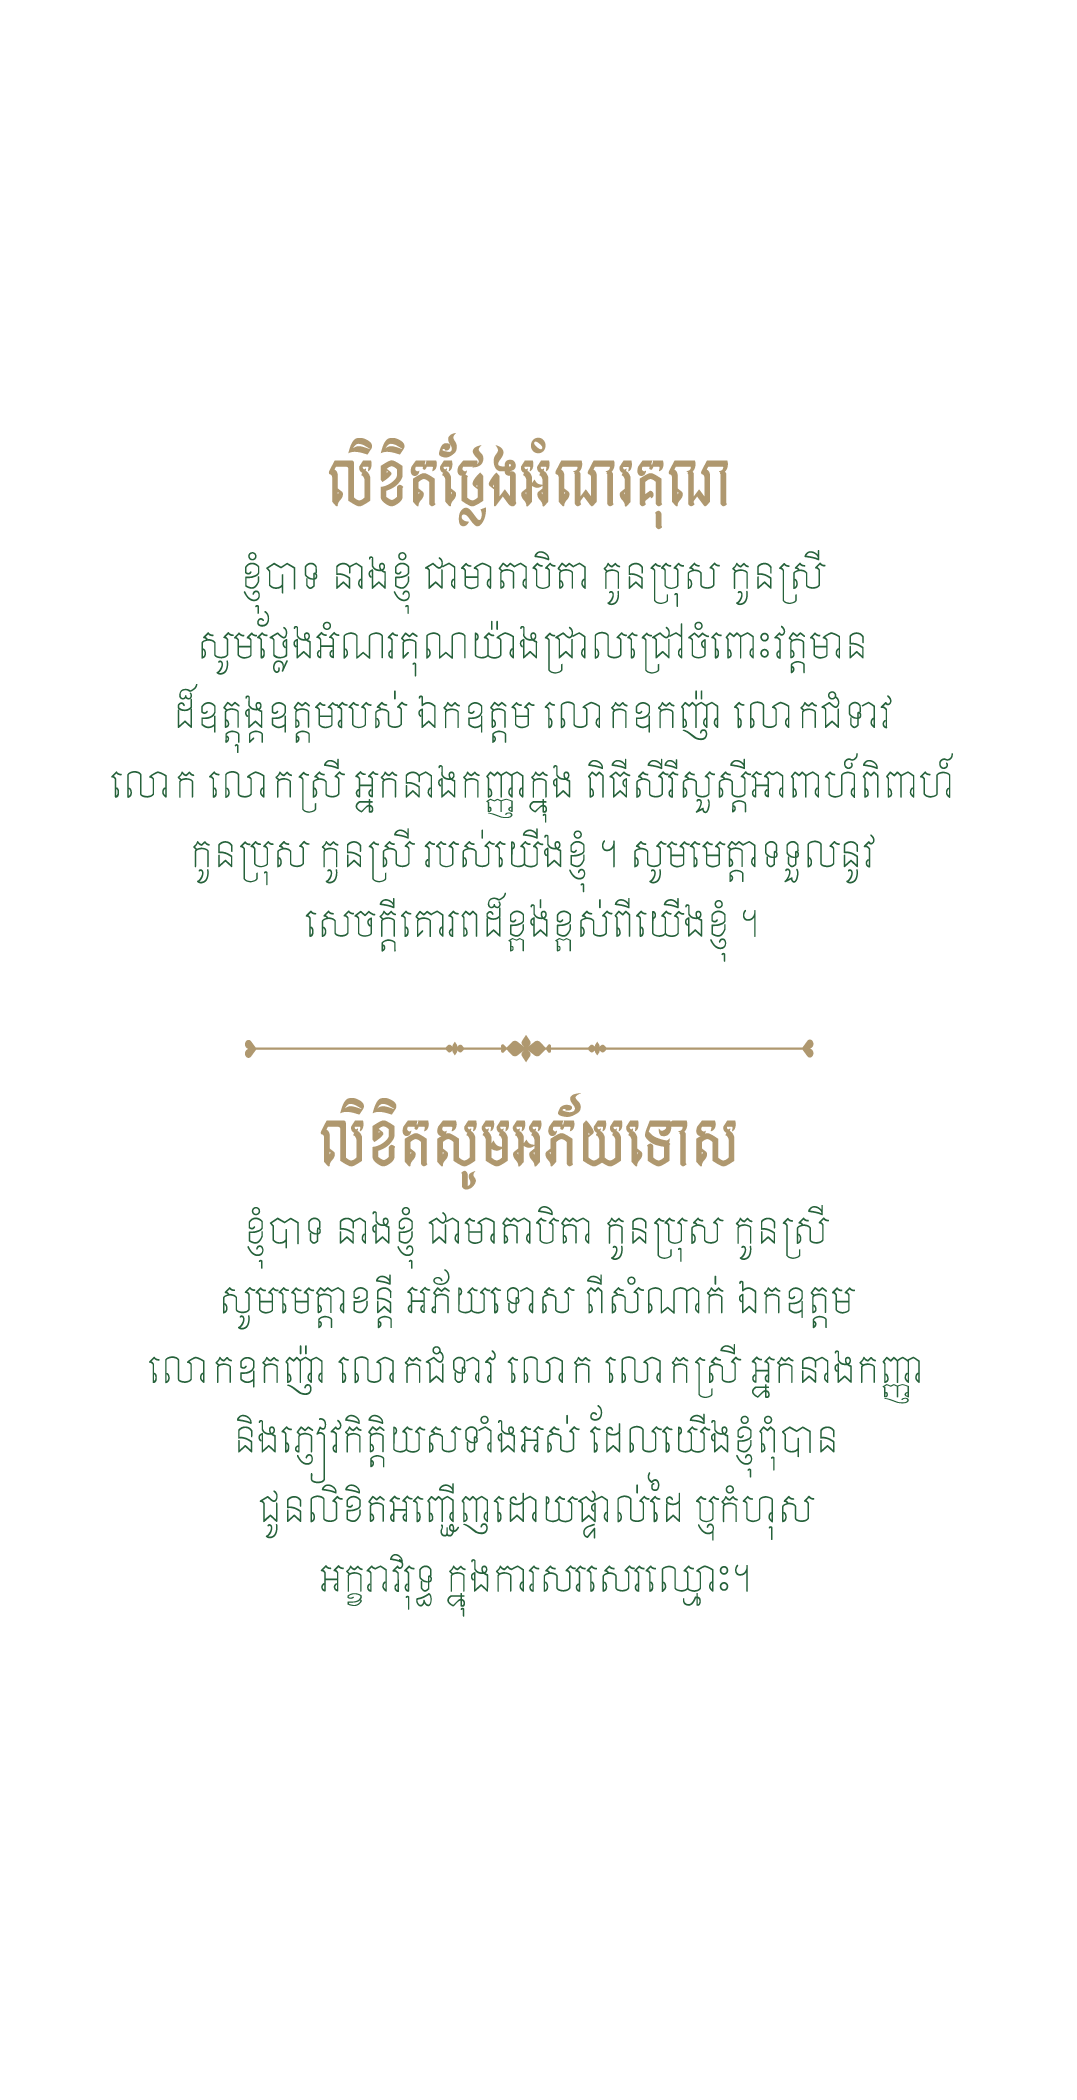 លិខិតថ្លែងអំណរគុណ
ខ្ញុំបាទ នាងខ្ញុំ ជាមាតាបិតា កូនប្រុស កូនស្រី
សូមថ្លែងអំណរគុណយ៉ាងជ្រាលជ្រៅចំពោះវត្តមាន
ដ៏ឧត្តុង្គឧត្តមរបស់ ឯកឧត្តម លោកឧកញ៉ា លោកជំទាវ
លោក លោកស្រី អ្នកនាងកញ្ញាក្នុង ពិធីសិរីសួស្តីអាពាហ៍ពិពាហ៍
កូនប្រុស កូនស្រី របស់យើងខ្ញុំ ។ សូមមេត្តាទទួលនូវ
សេចក្តីគោរពដ៏ខ្ពង់ខ្ពស់ពីយើងខ្ញុំ ។
លិខិតសូមអភ័យទោស
ខ្ញុំបាទ នាងខ្ញុំ ជាមាតាបិតា កូនប្រុស កូនស្រី
សូមមេត្តាខន្តី អភ័យទោស ពីសំណាក់ ឯកឧត្តម
លោកឧកញ៉ា លោកជំទាវ លោក លោកស្រី អ្នកនាងកញ្ញា
និងភ្ញៀវកិត្តិយសទាំងអស់ ដែលយើងខ្ញុំពុំបាន
ជូនលិខិតអញ្ជើញដោយផ្ទាល់ដៃ ឬកំហុស
អក្ខរាវិរុទ្ធ ក្នុងការសរសេរឈ្មោះ។